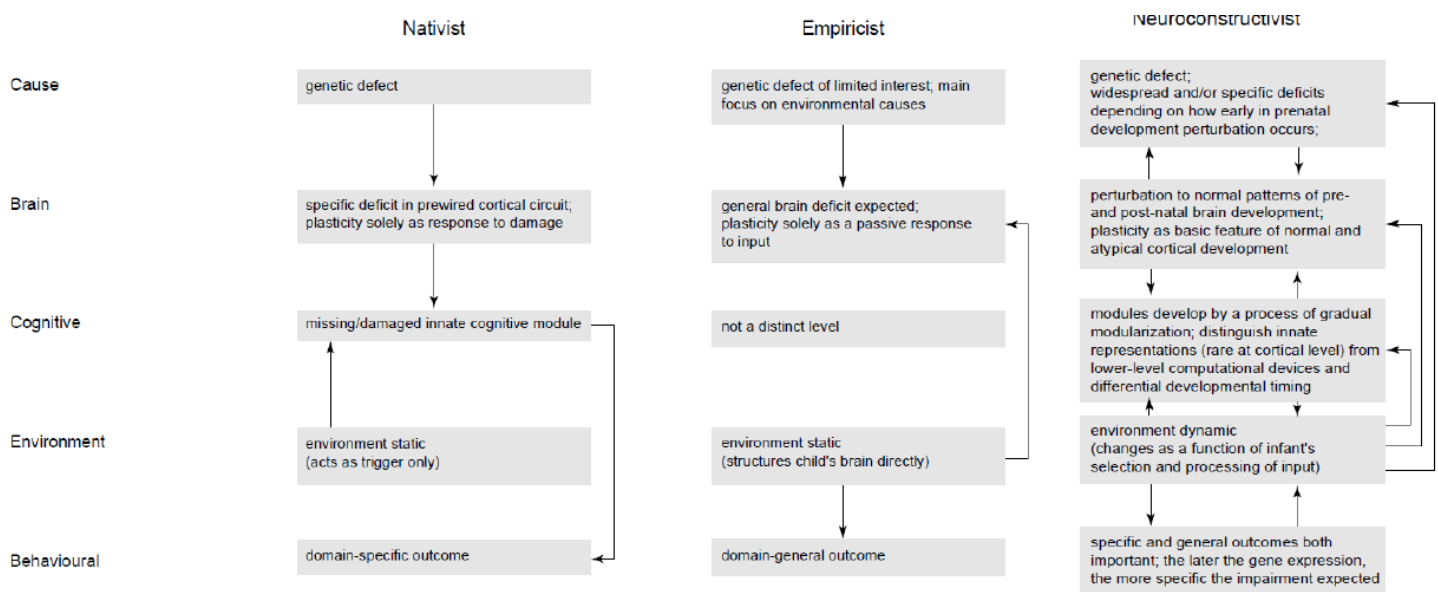 Nativist
Empiricist
Neuroconstructivist
Cause
genetic defect
genetic defect of limited interest; main
focus on environmental causes
genetic defect;
widespread and/or specific deficits
depending on how early in prenatal
development perturbation occurs;
Brain
specific deficit in prewired cortical circuit;
plasticity solely as response to damage
general brain deficit expected;
plasticity solely as a passive response
to input
perturbation to normal patterns of pre-
and post-natal brain development;
plasticity as basic feature of normal and
atypical cortical development
Cognitive
missing/damaged innate cognitive module
not a distinct level
modules develop by a process of gradual
modularization; distinguish innate
representations (rare at cortical level) from
lower-level computational devices and
differential developmental timing
Environment
environment static
(acts as trigger only)
environment static
(structures child's brain directly)
environment dynamic
(changes as a function of infant's
selection and processing of input)
Behavioural
domain-specific outcome
domain-general outcome
specific and general outcomes both
important; the later the gene expression,
the more specific the impairment expected